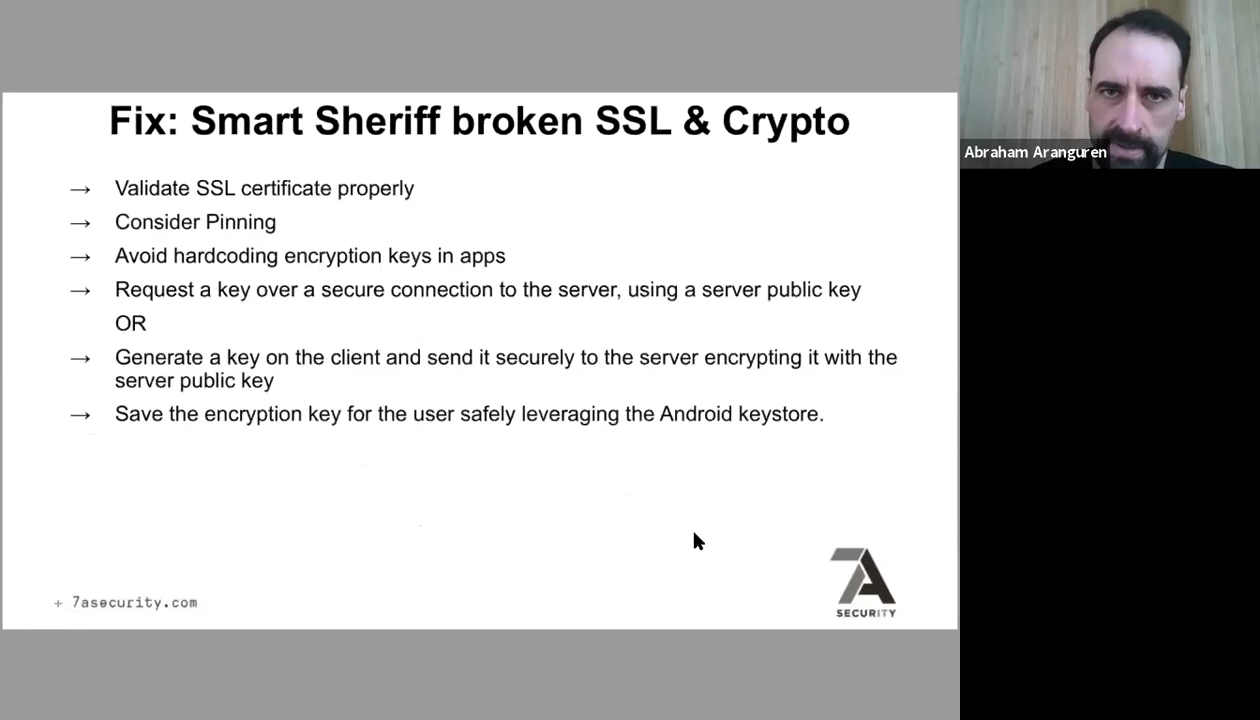 Fix: Smart Sheriff broken SSL & Crypto
→ Validate SSL certificate properly
→ Consider Pinning
→ Avoid hardcoding encryption keys in apps
→ Request a key over a secure connection to the server, using a server public key
OR
→ Generate a key on the client and send it securely to the server encrypting it with the
server public key
→ Save the encryption key for the user safely leveraging the Android keystore.
+ 7asecurity.com
7A
SECURITY
Abraham Aranguren